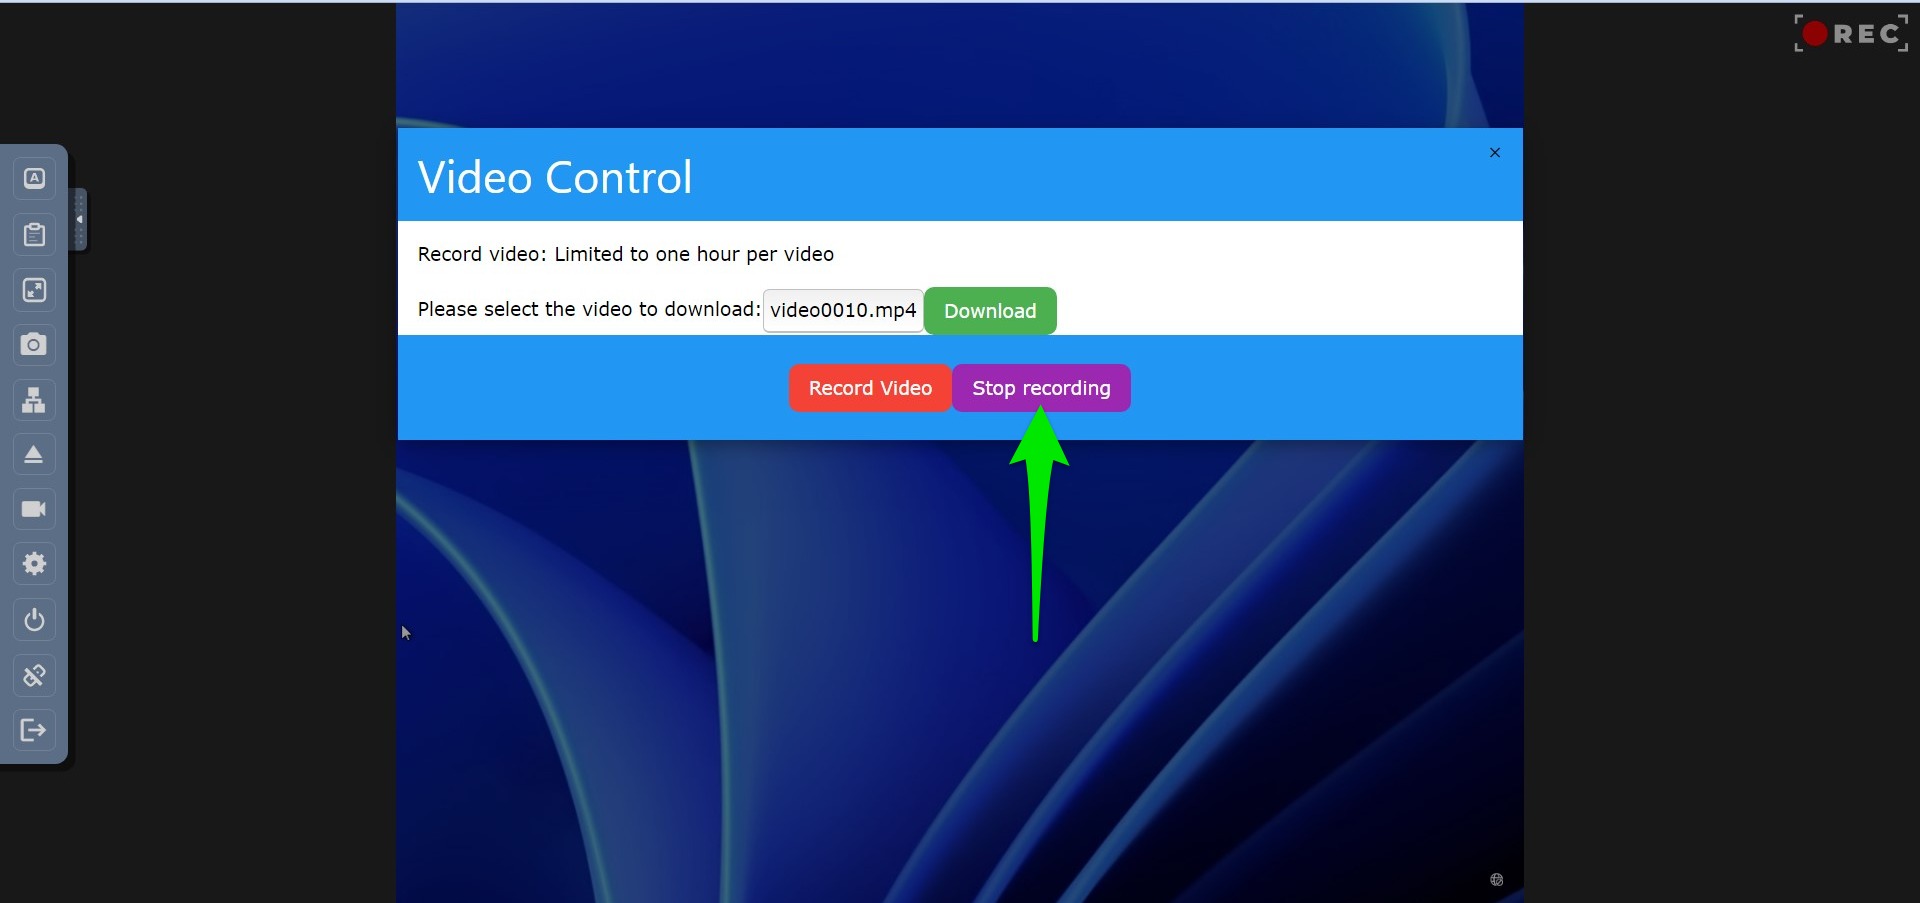 REC
Video Control
×
Record video: Limited to one hour per video
Please select the video to download: video0010.mp4 Download
Record Video Stop recording
A